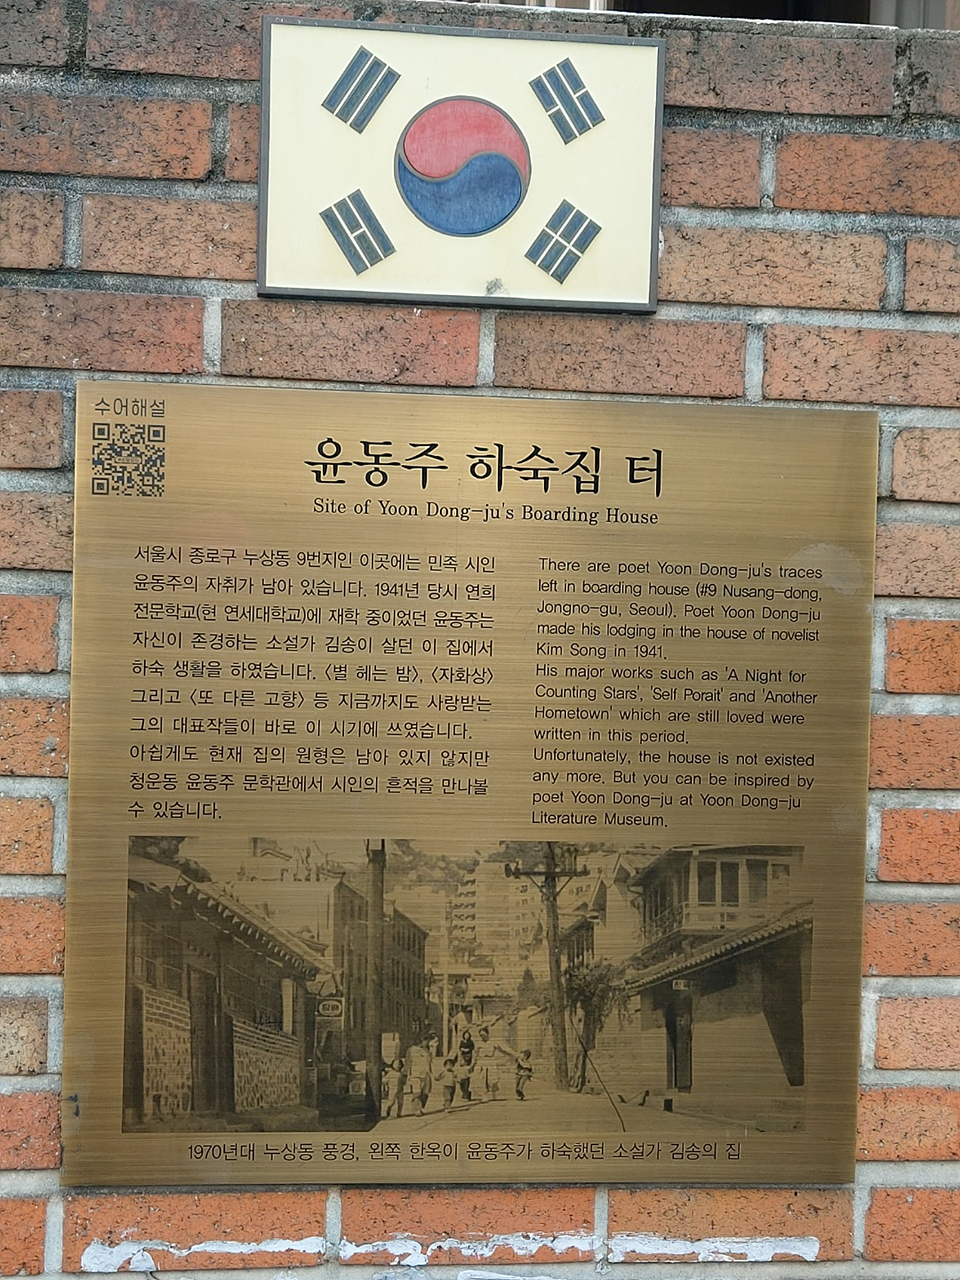 수어해설
윤동주 하숙집 터
Site of Yoon Dong-ju's Boarding House
서울시 종로구 누상동 9번지인 이곳에는 민족 시인
윤동주의 자취가 남아 있습니다. 1941년 당시 연희
전문학교(현 연세대학교)에 재학 중이었던 윤동주는
자신이 존경하는 소설가 김송이 살던 이 집에서
하숙 생활을 하였습니다. 〈별 헤는 밤〉, 〈자화상〉
그리고 〈또 다른 고향〉 등 지금까지도 사랑받는
그의 대표작들이 바로 이 시기에 쓰였습니다.
아쉽게도 현재 집의 원형은 남아 있지 않지만
청운동 윤동주 문학관에서 시인의 흔적을 만나볼
수 있습니다.
There are poet Yoon Dong-ju's traces
left in boarding house (#9 Nusang-dong,
Jongno-gu, Seoul). Poet Yoon Dong-ju
made his lodging in the house of novelist
Kim Song in 1941.
His major works such as 'A Night for
Counting Stars', 'Self Porait' and 'Another
Hometown' which are still loved were
written in this period.
Unfortunately, the house is not existed
any more. But you can be inspired by
poet Yoon Dong-ju at Yoon Dong-ju
Literature Museum.
1970년대 누상동 풍경, 왼쪽 한옥이 윤동주가 하숙했던 소설가 김송의 집